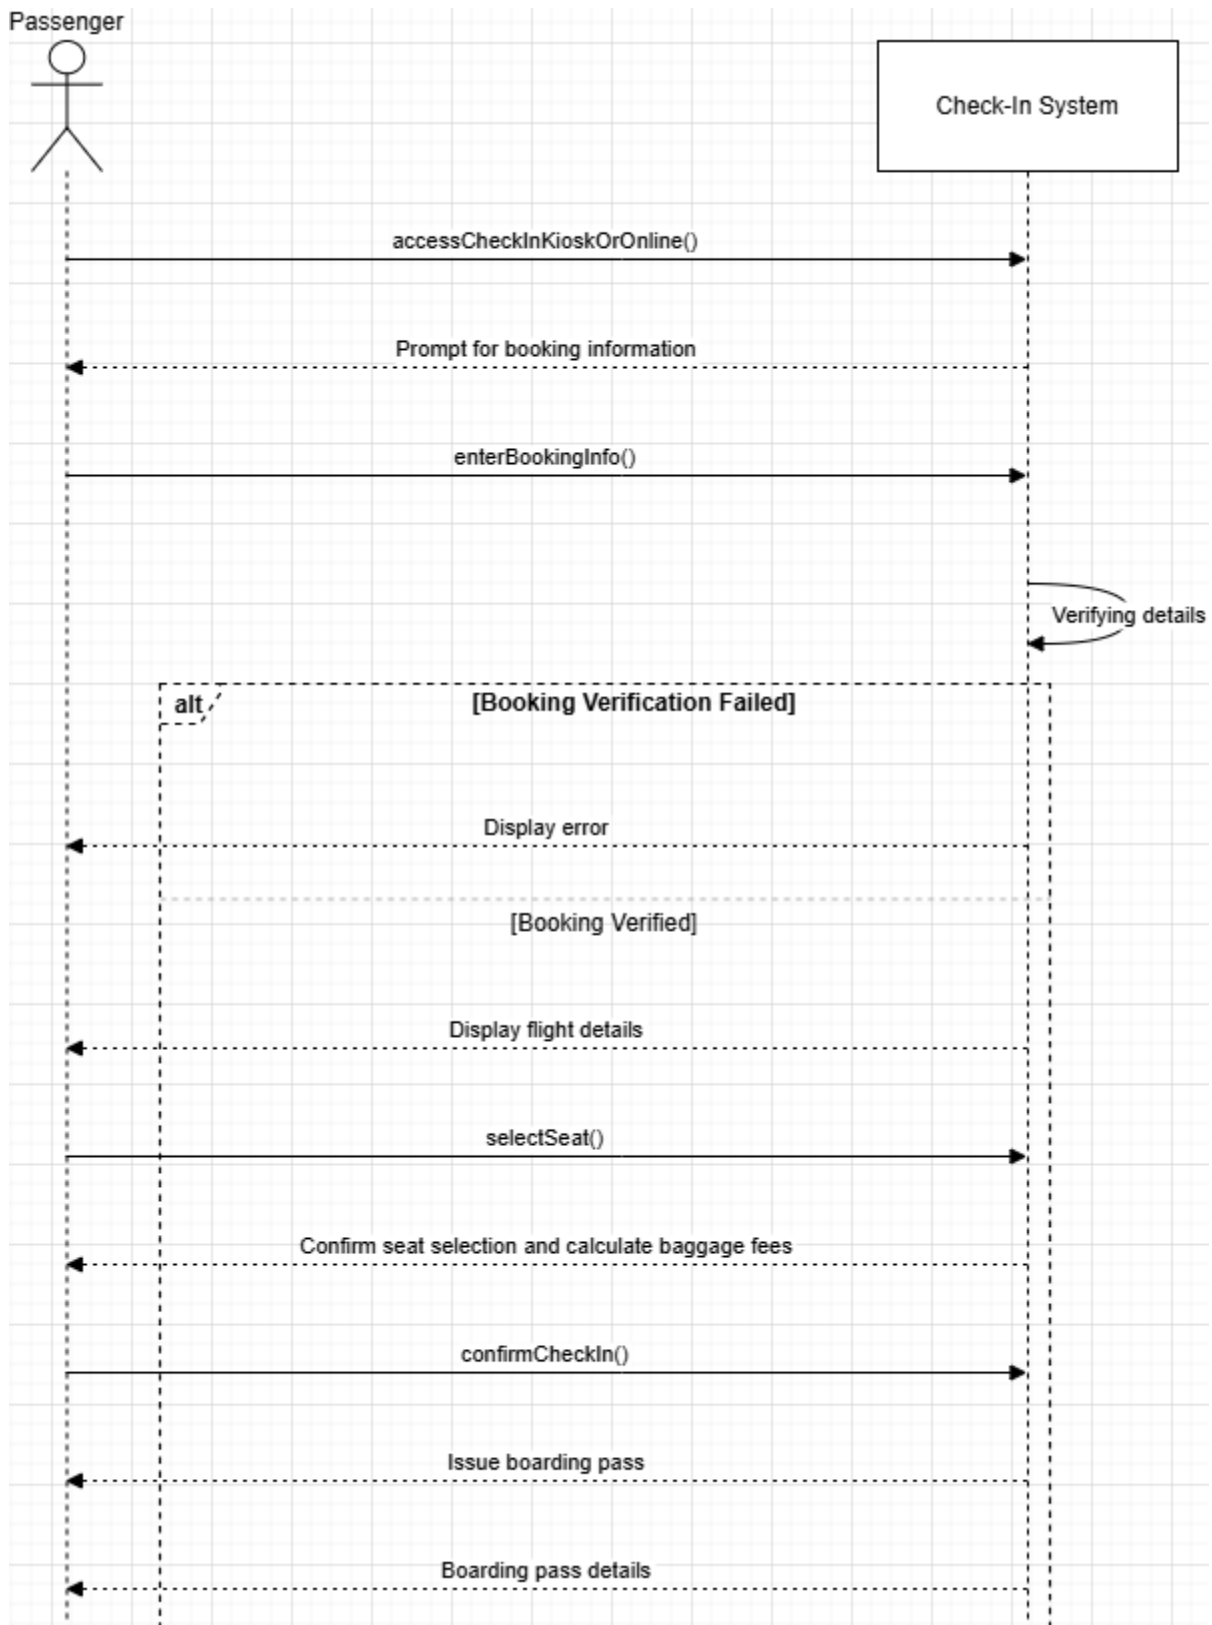 Passenger
Check-In System
accessCheckInKioskOrOnline()
Prompt for booking information
enterBookingInfo()
Verifying details
alt
[Booking Verification Failed]
Display error
[Booking Verified]
Display flight details
selectSeat()
Confirm seat selection and calculate baggage fees
confirmCheckIn()
Issue boarding pass
Boarding pass details